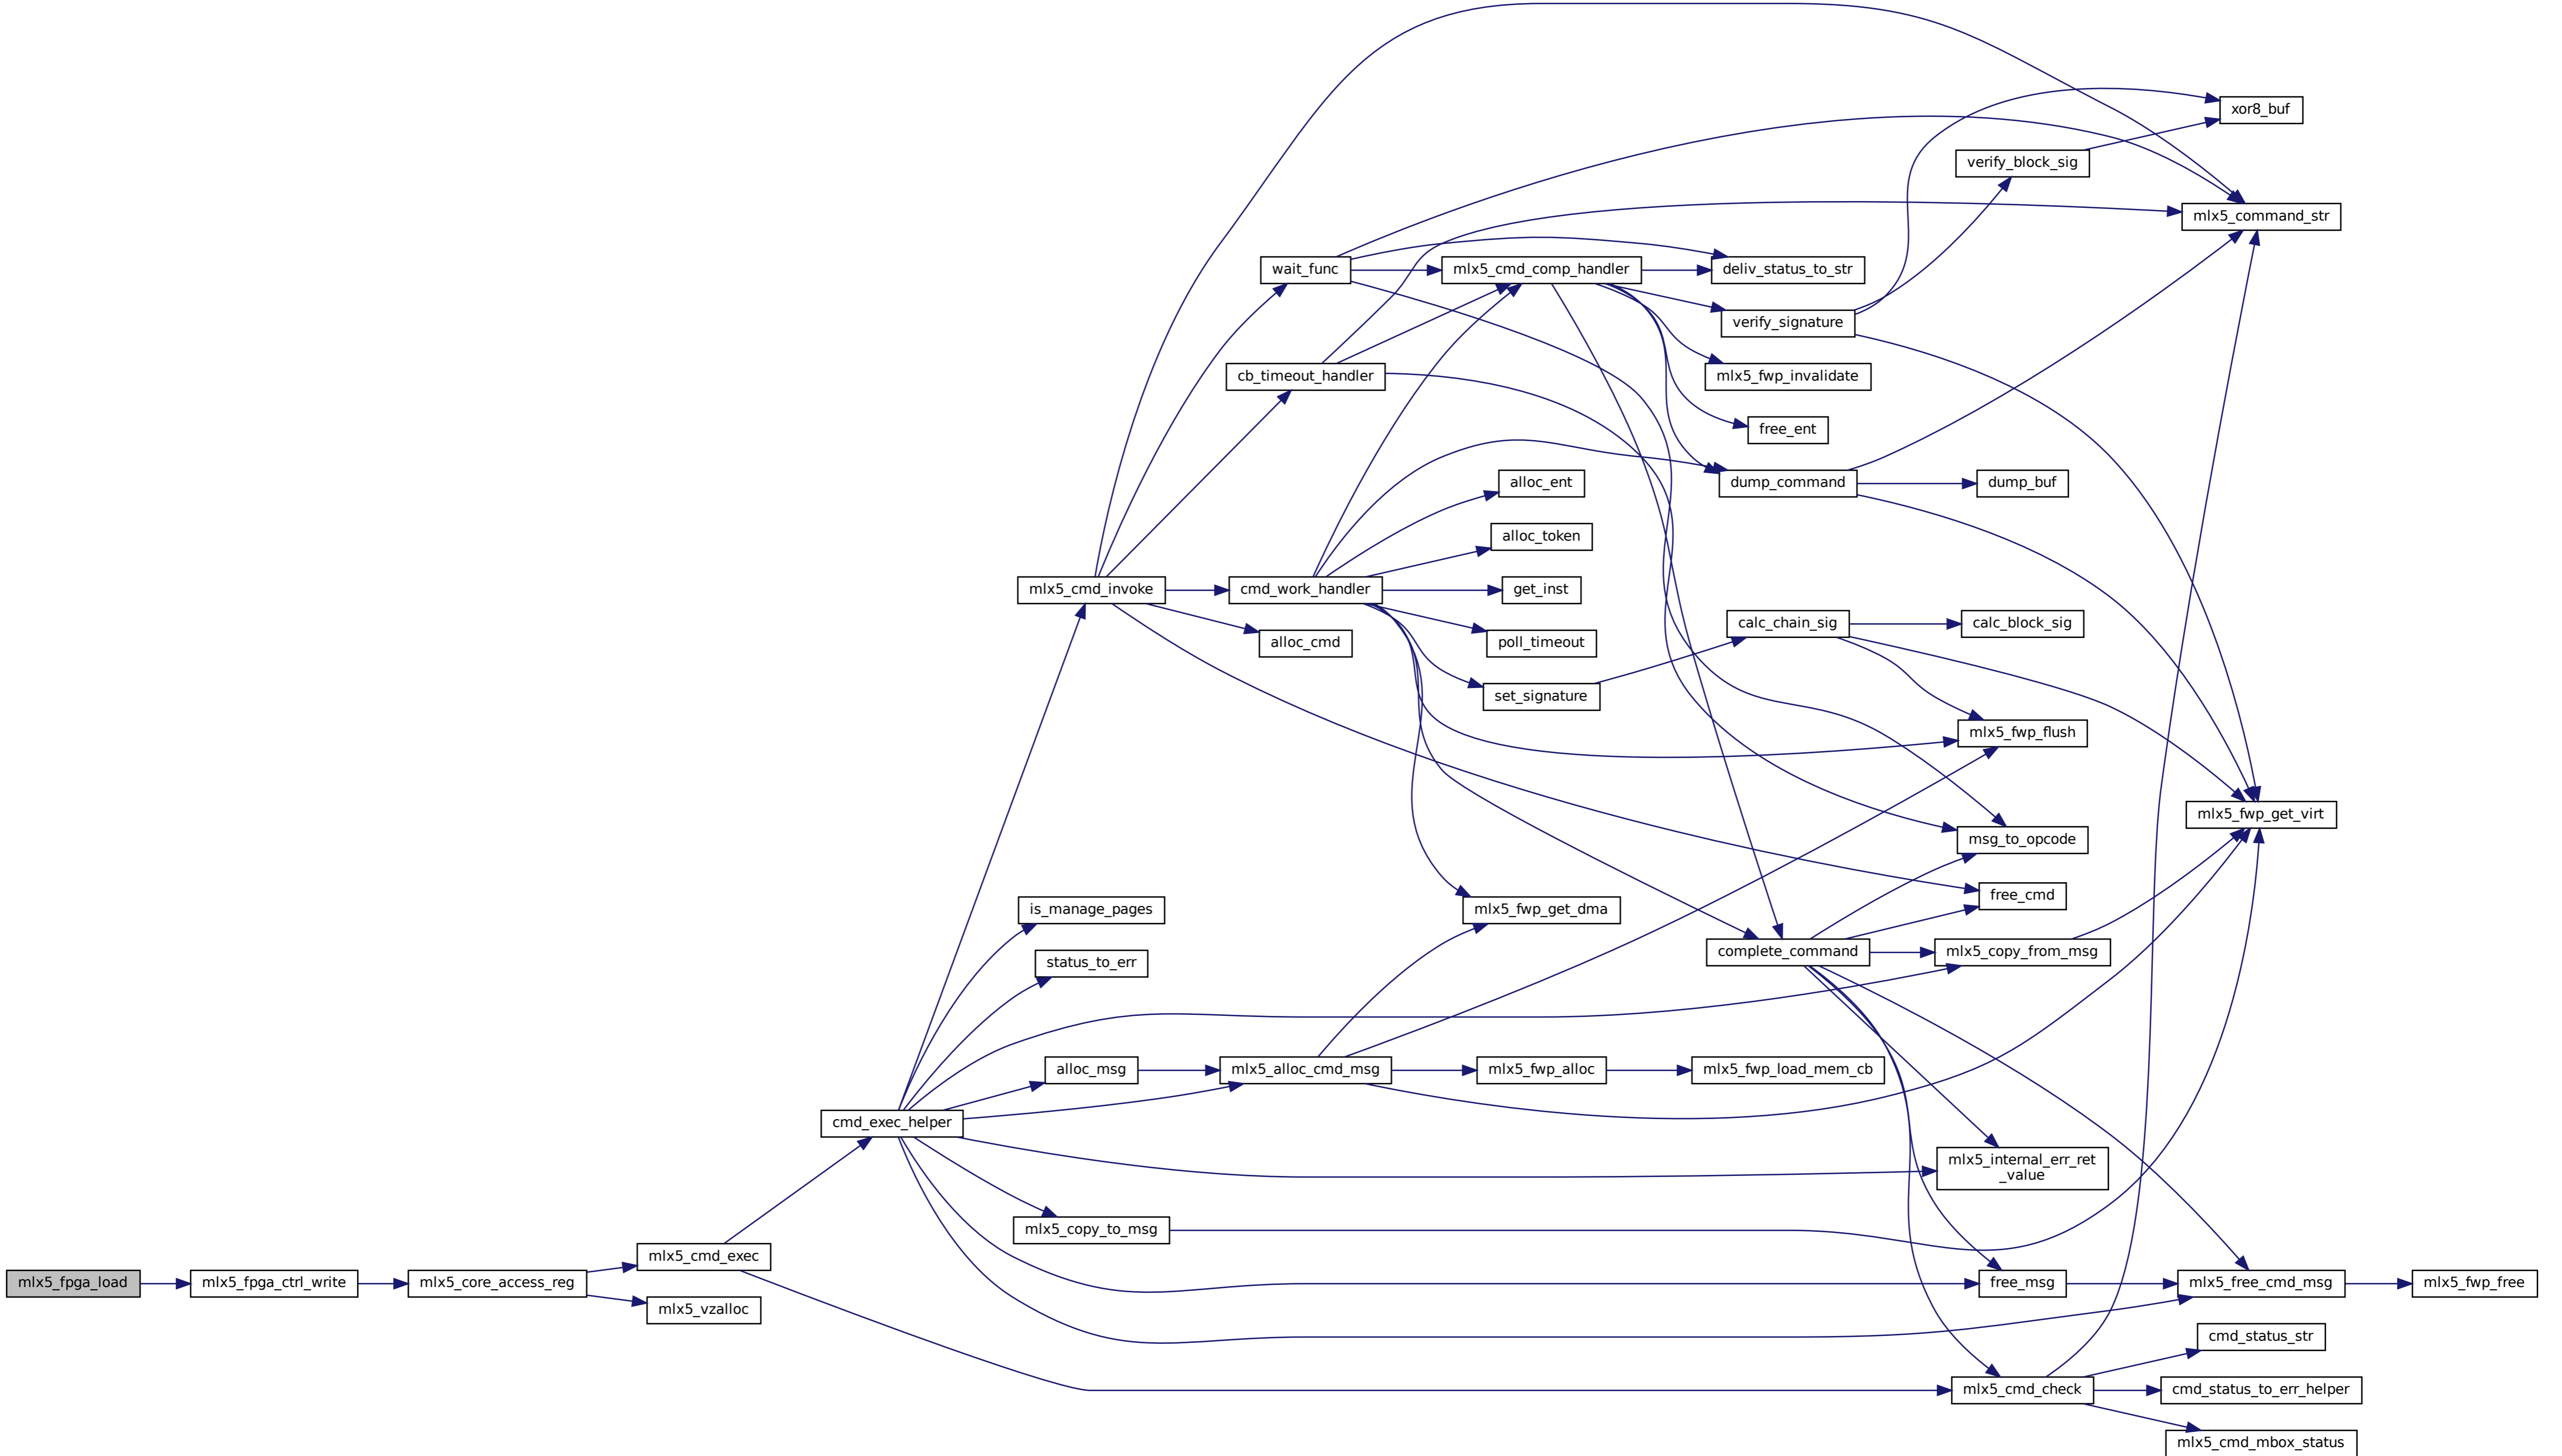 xor8_buf
verify_block_sig
mlx5_command_str
wait_func
mlx5_cmd_comp_handler
deliv_status_to_str
verify_signature
cb_timeout_handler
mlx5_fwp_invalidate
free_ent
alloc_ent
dump_command
dump_buf
alloc_token
mlx5_cmd_invoke
cmd_work_handler
get_inst
alloc_cmd
poll_timeout
calc_chain_sig
calc_block_sig
set_signature
mlx5_fwp_flush
mlx5_fwp_get_virt
msg_to_opcode
is_manage_pages
mlx5_fwp_get_dma
free_cmd
status_to_err
complete_command
mlx5_copy_from_msg
alloc_msg
mlx5_alloc_cmd_msg
mlx5_fwp_alloc
mlx5_fwp_load_mem_cb
cmd_exec_helper
mlx5_internal_err_ret
_value
mlx5_copy_to_msg
mlx5_cmd_exec
mlx5_fpga_load
mlx5_fpga_ctrl_write
mlx5_core_access_reg
free_msg
mlx5_free_cmd_msg
mlx5_fwp_free
mlx5_vzalloc
cmd_status_str
mlx5_cmd_check
cmd_status_to_err_helper
mlx5_cmd_mbox_status